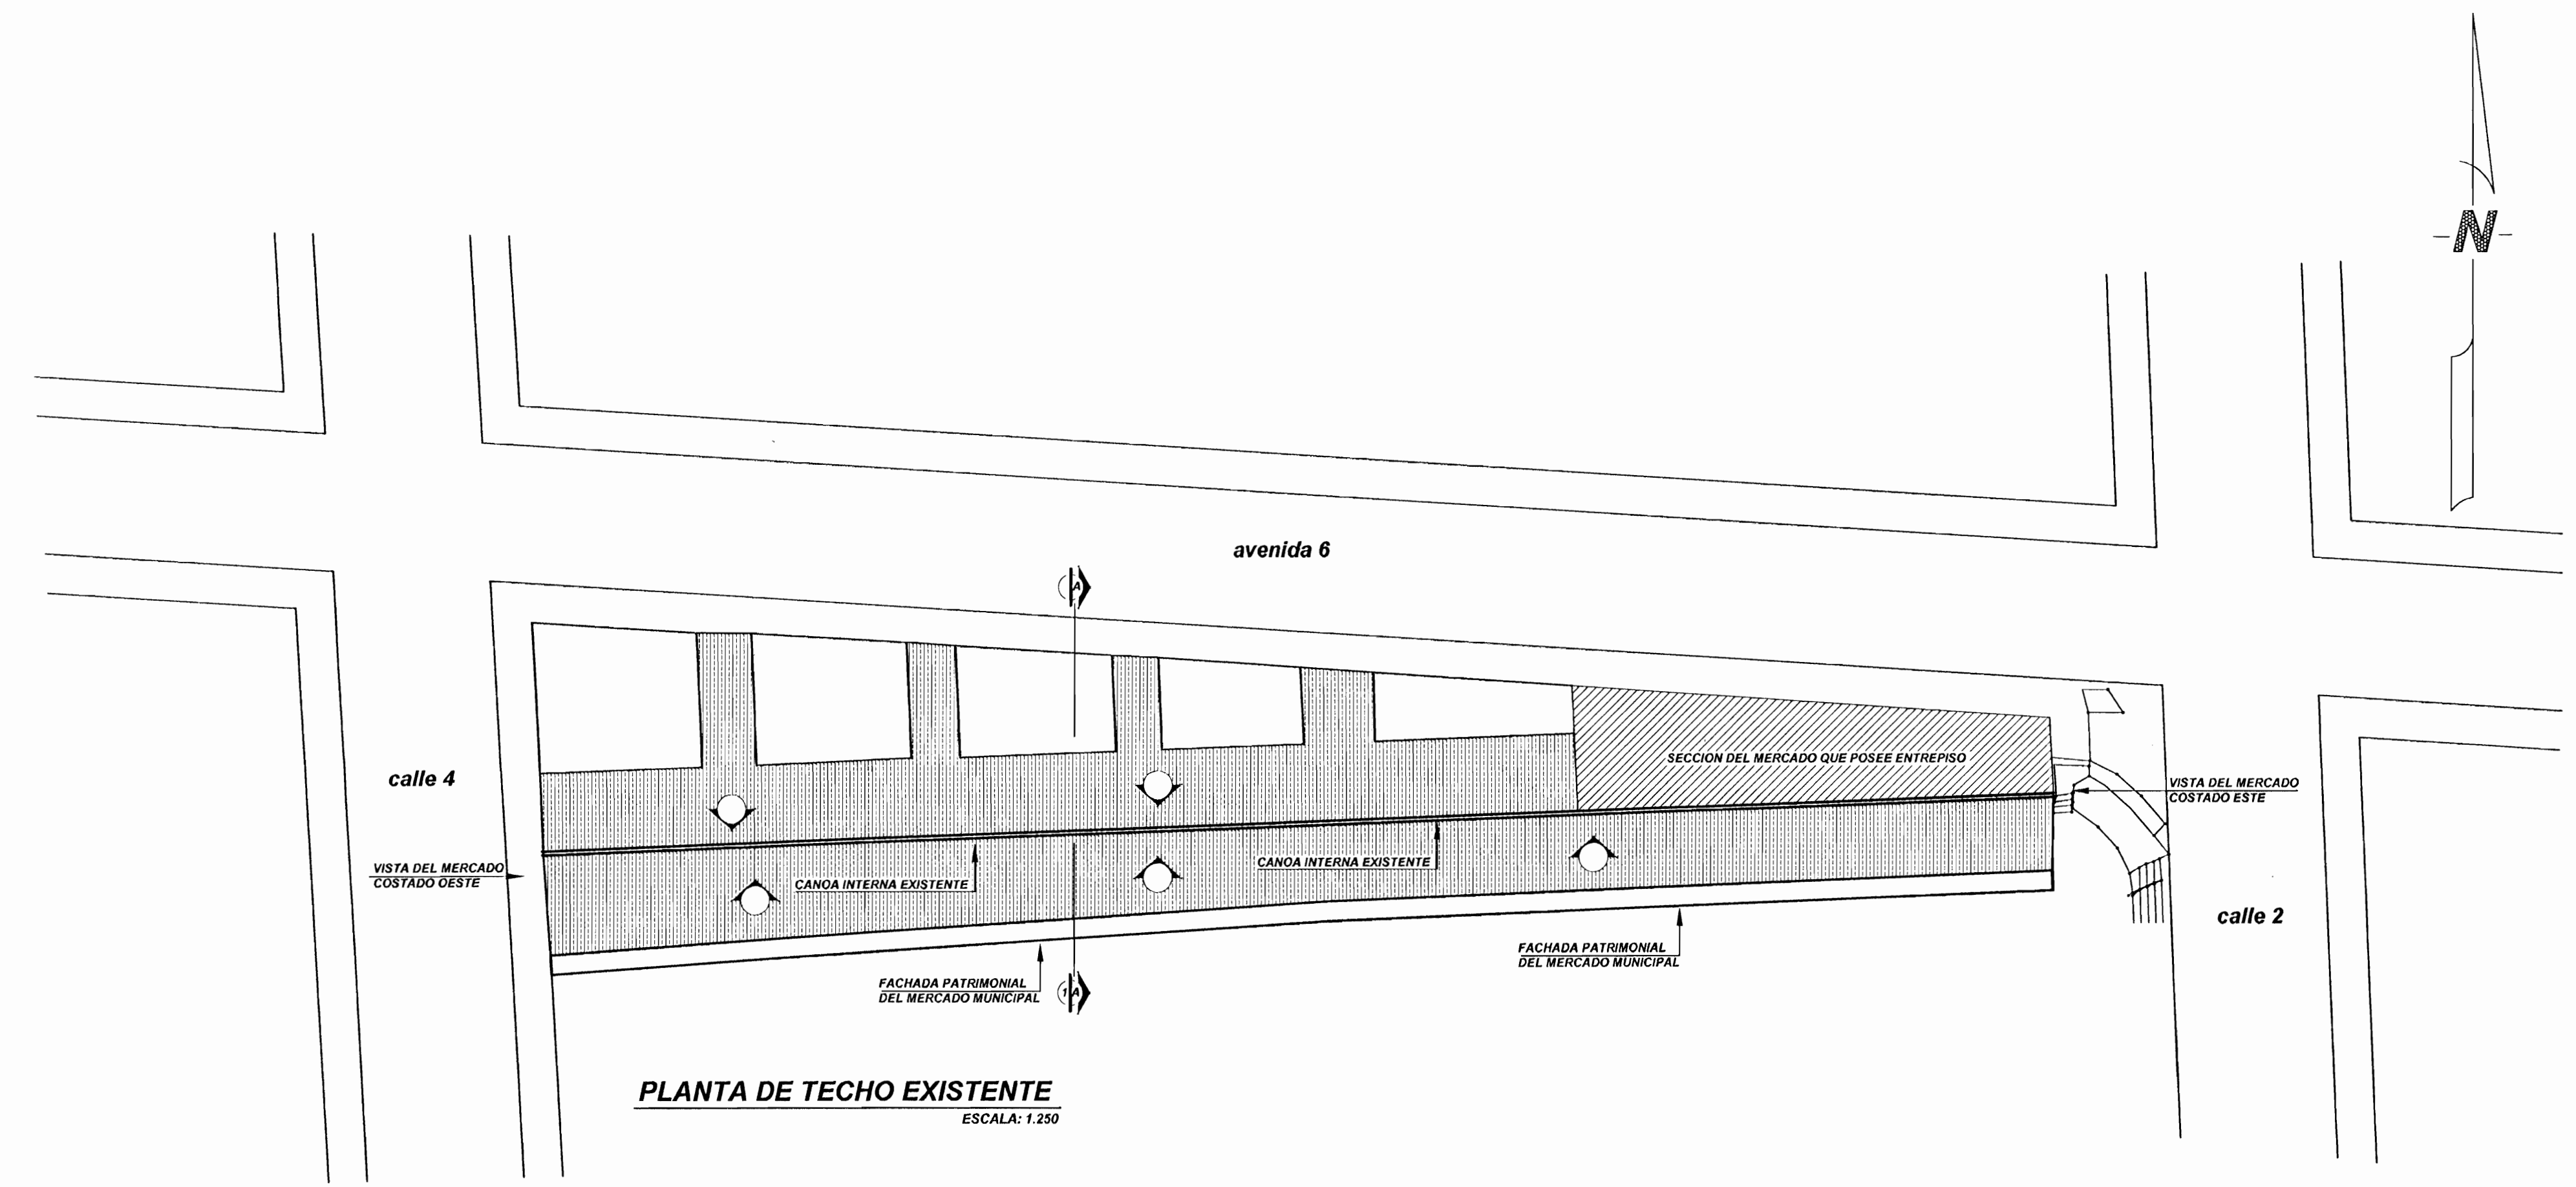 N
avenida 6
A
SECCION DEL MERCADO QUE POSEE ENTREPISO
calle 4
VISTA DEL MERCADO
COSTADO ESTE
VISTA DEL MERCADO
COSTADO OESTE
CANOA INTERNA EXISTENTE
CANOA INTERNA EXISTENTE
calle 2
FACHADA PATRIMONIAL
DEL MERCADO MUNICIPAL
FACHADA PATRIMONIAL
DEL MERCADO MUNICIPAL
1 A
PLANTA DE TECHO EXISTENTE
ESCALA: 1.250